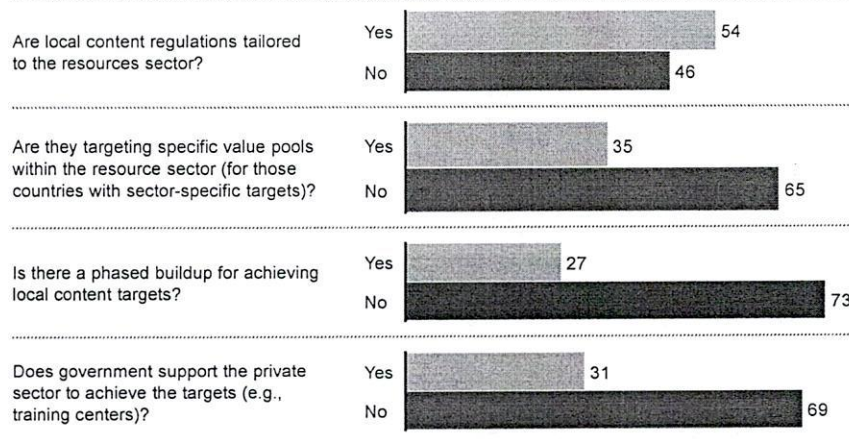 Are local content regulations tailored
to the resources sector?
Yes 54
No 46
Are they targeting specific value pools
within the resource sector (for those
countries with sector-specific targets)?
Yes 35
No 65
Is there a phased buildup for achieving
local content targets?
Yes 27
No 73
Does government support the private
sector to achieve the targets (e.g.,
training centers)?
Yes 31
No 69